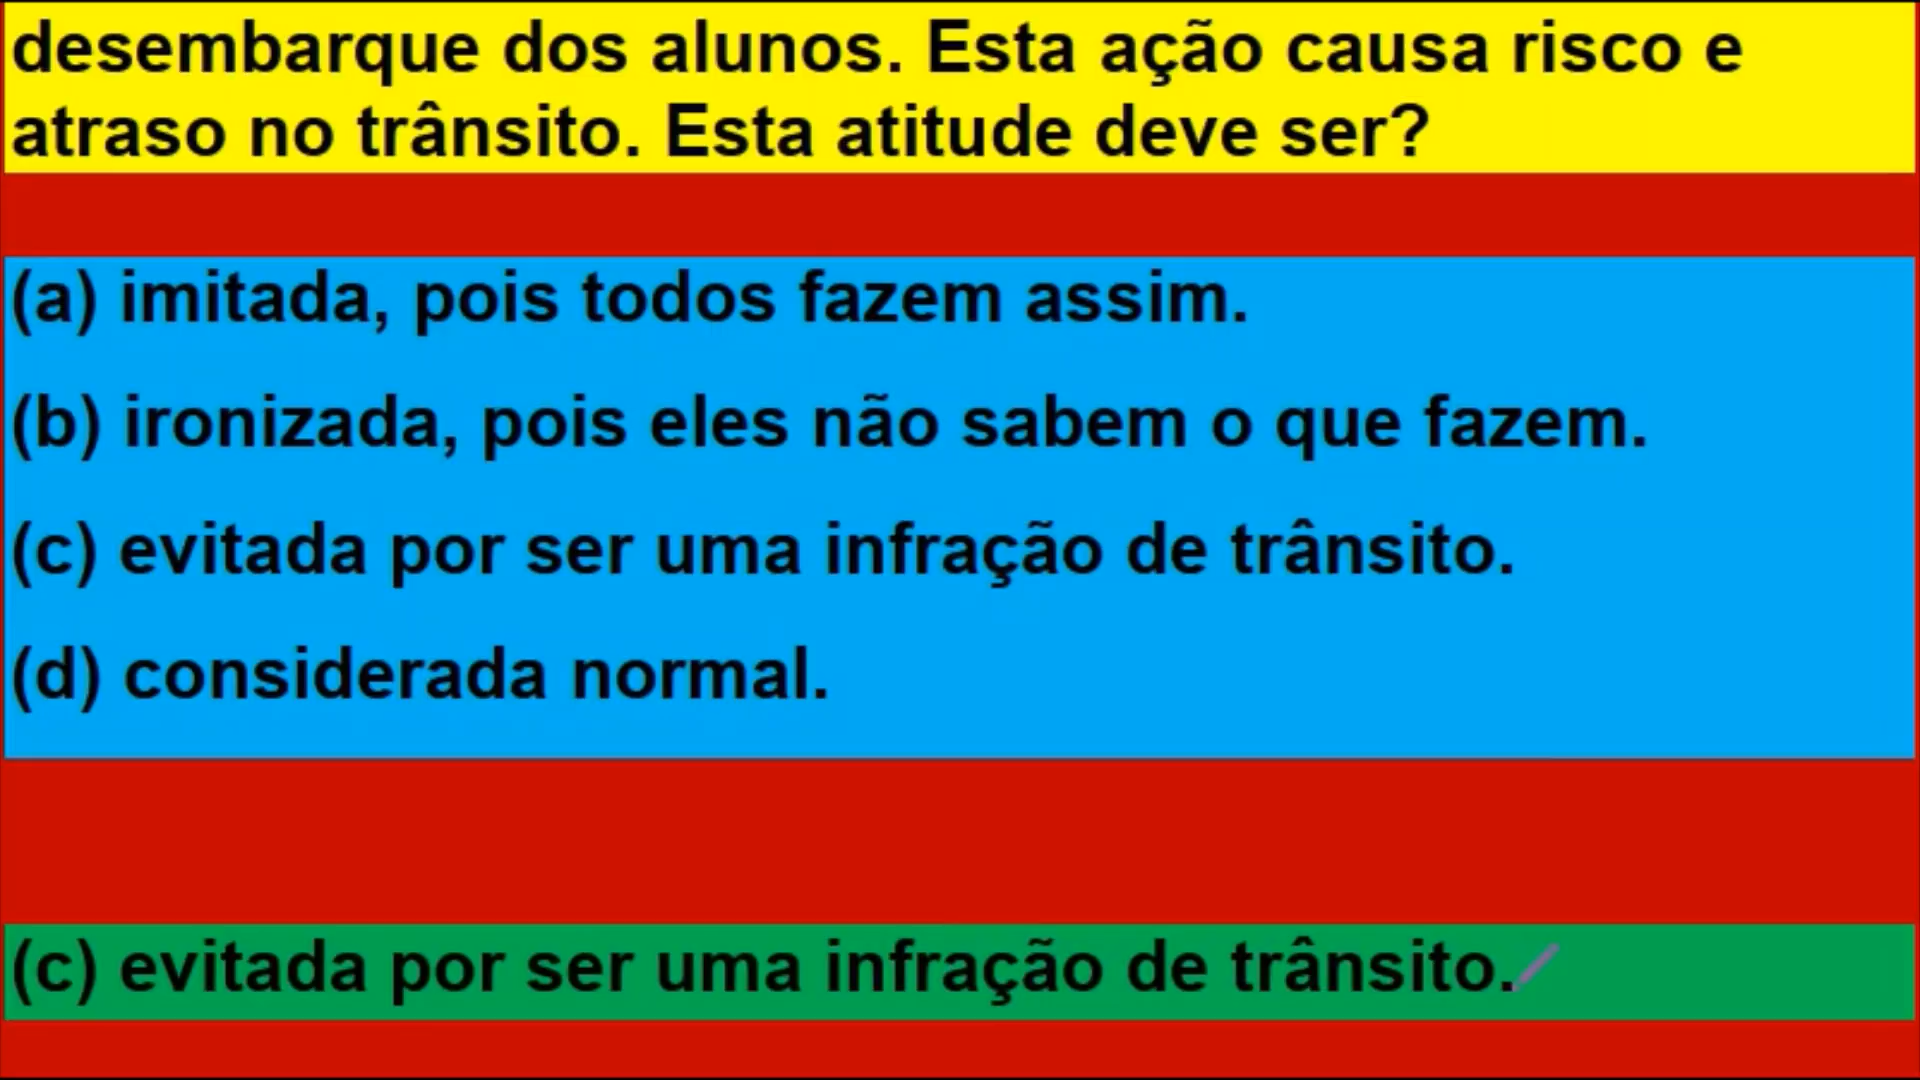 desembarque dos alunos. Esta ação causa risco e
atraso no trânsito. Esta atitude deve ser?
(a) imitada, pois todos fazem assim.
(b) ironizada, pois eles não sabem o que fazem.
(c) evitada por ser uma infração de trânsito.
(d) considerada normal.
(c) evitada por ser uma infração de trânsito.